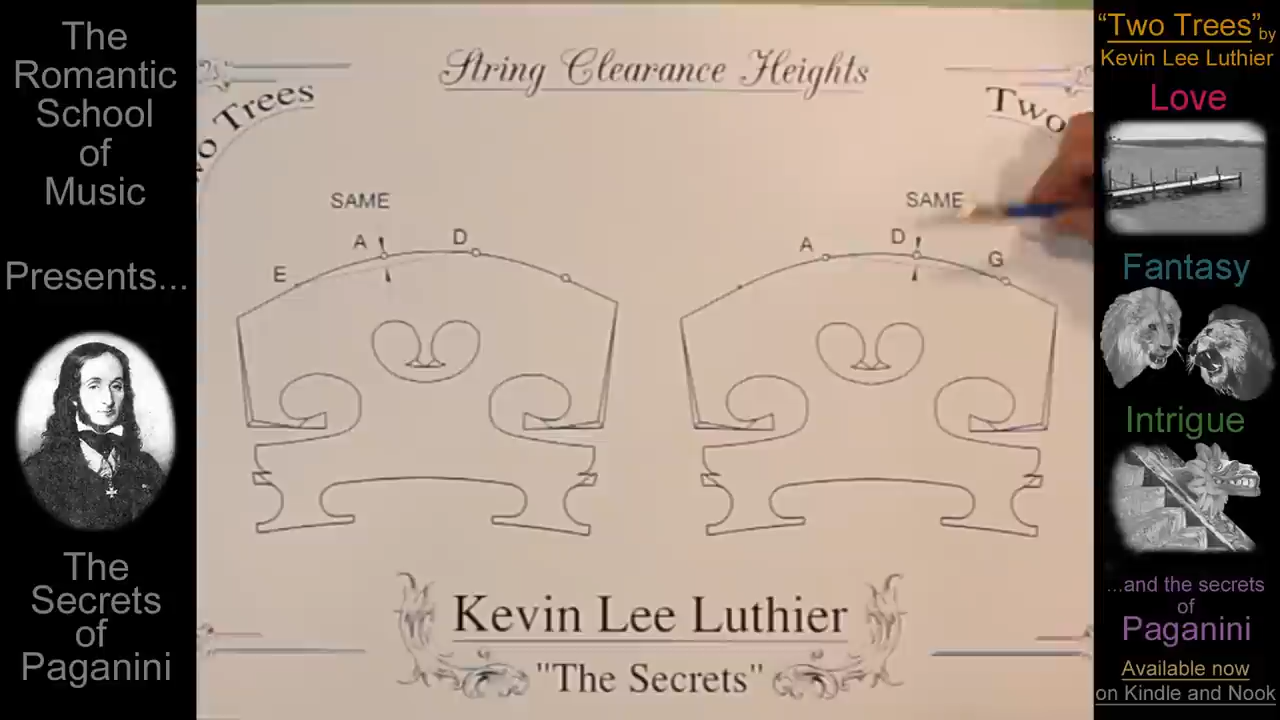 The
Romantic
School
of
Music
Presents...
The
Secrets
of
Paganini
String Clearance Heights
Two Trees
Two
SAME
A
D
E
SAME
A
D
G
Kevin Lee Luthier
"The Secrets"
“Two Trees” by
Kevin Lee Luthier
Love
Fantasy
Intrigue
...and the secrets
of
Paganini
Available now
on Kindle and Nook